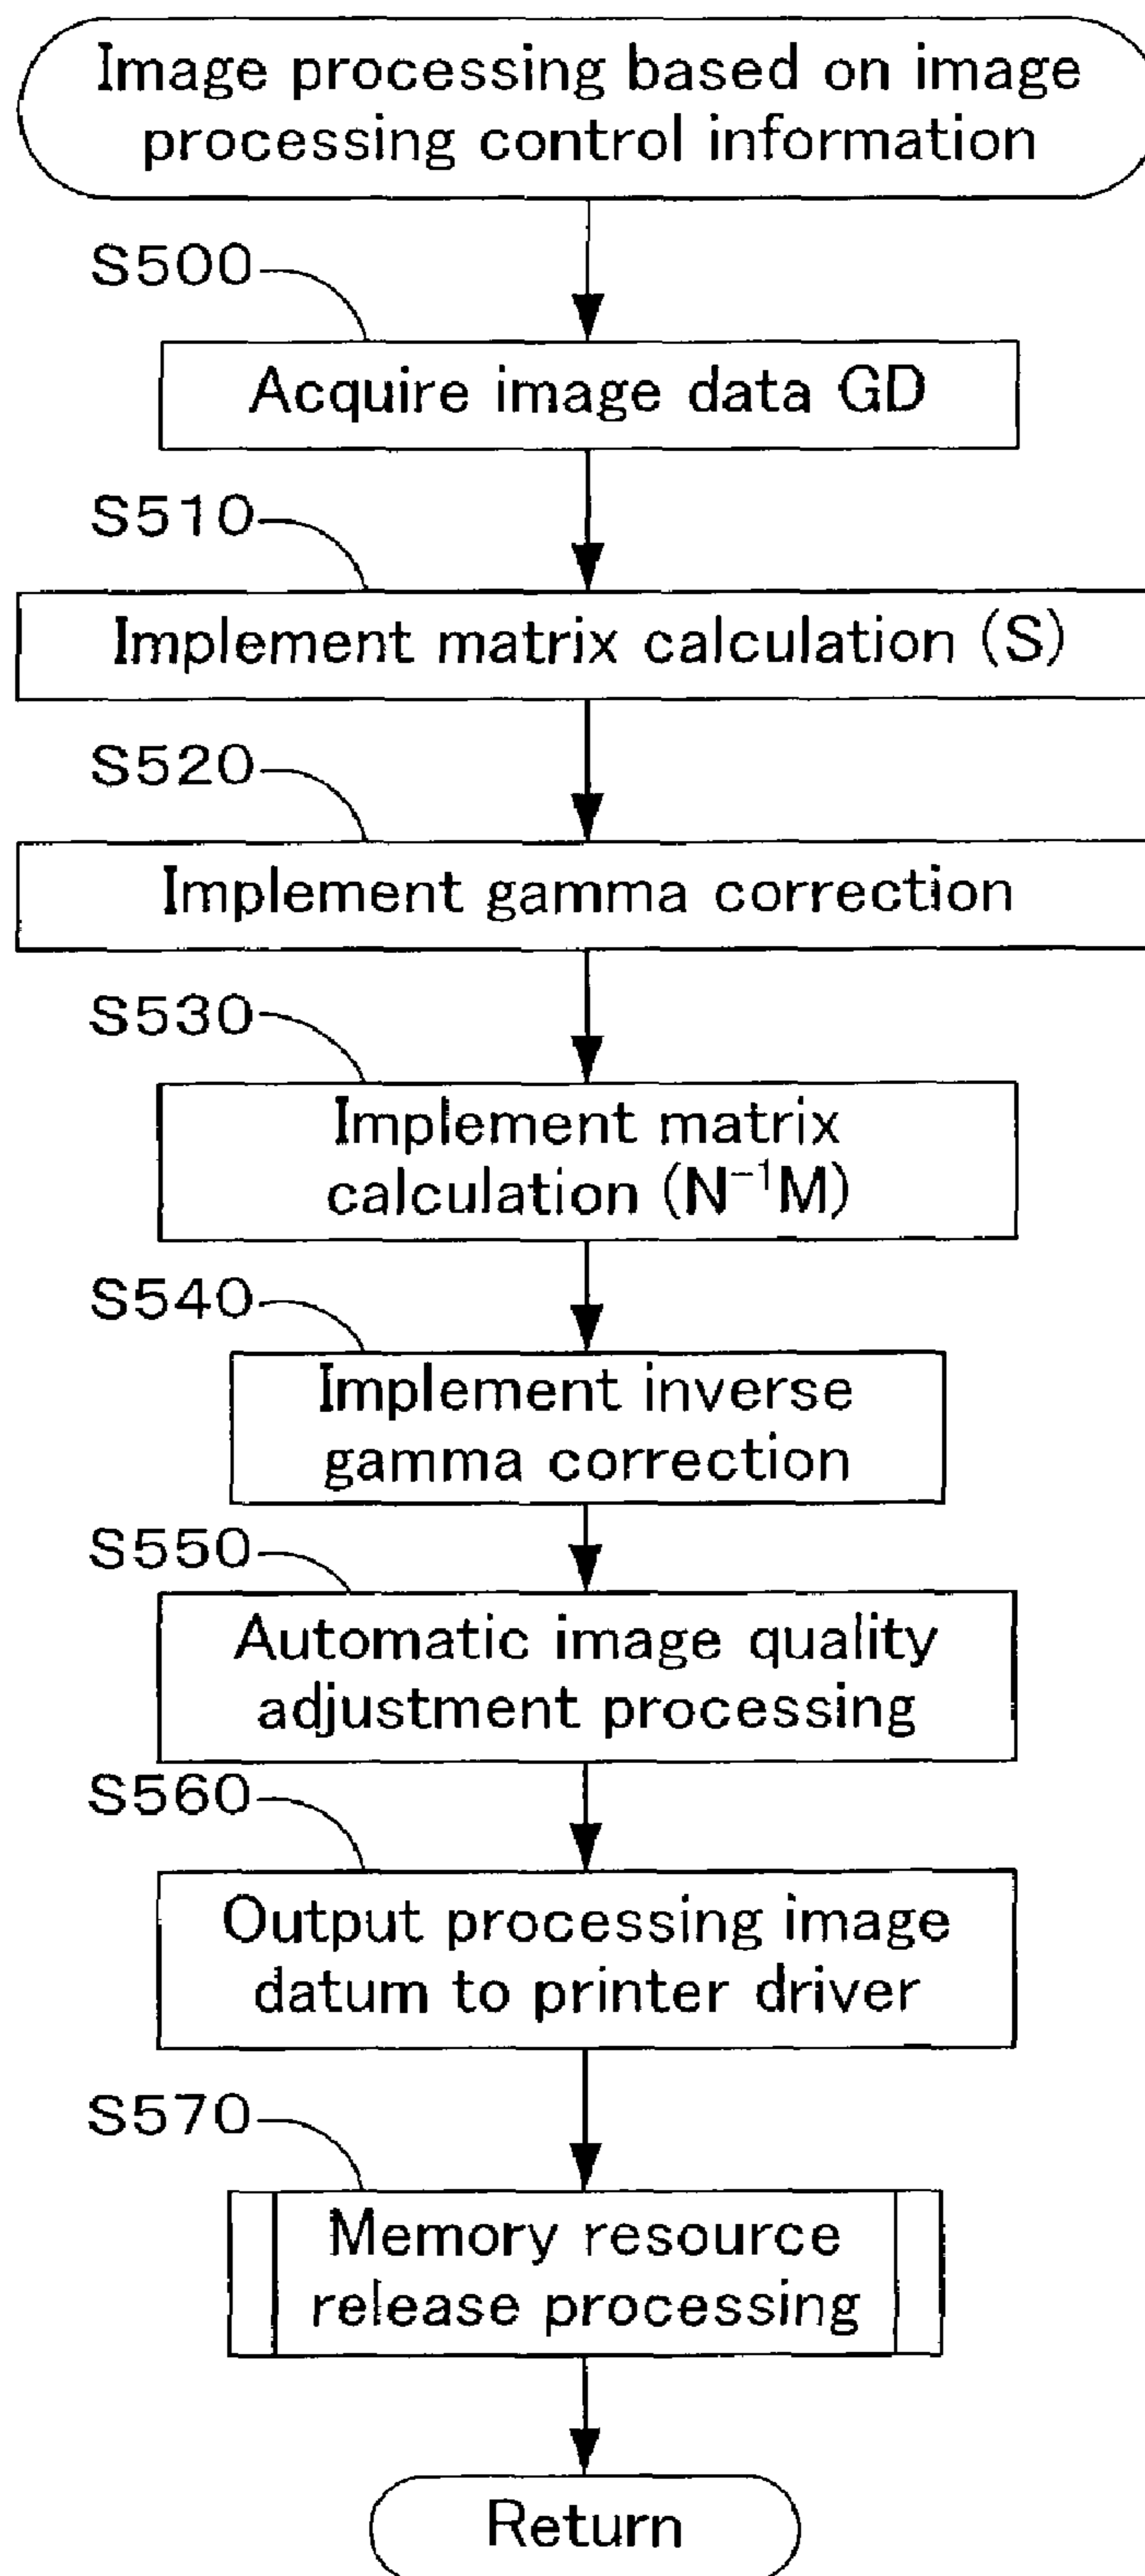 Image processing based on image
processing control information
S500
Acquire image data GD
S510
Implement matrix calculation (S)
S520
Implement gamma correction
S530
Implement matrix
calculation (N⁻¹M)
S540
Implement inverse
gamma correction
S550
Automatic image quality
adjustment processing
S560
Output processing image
datum to printer driver
S570
Memory resource
release processing
Return